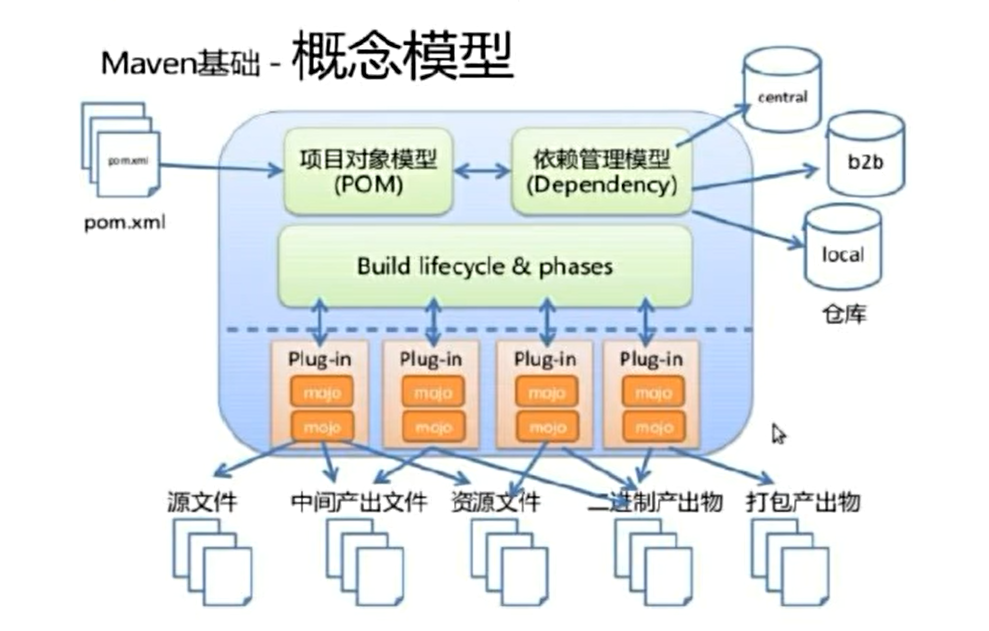 Maven基础 - 概念模型
central
pom.xml
项目对象模型
(POM)
依赖管理模型
(Dependency)
b2b
pom.xml
local
Build lifecycle & phases
仓库
Plug-in
Plug-in
Plug-in
Plug-in
mojo
mojo
mojo
mojo
mojo
mojo
mojo
mojo
源文件
中间产出文件
资源文件
二进制产出物
打包产出物